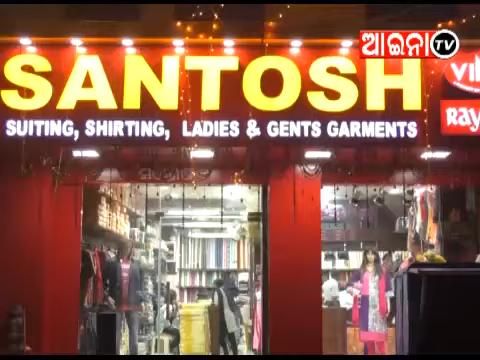 ଆଇନା TV
SANTOSH
SUITING, SHIRTING, LADIES & GENTS GARMENTS